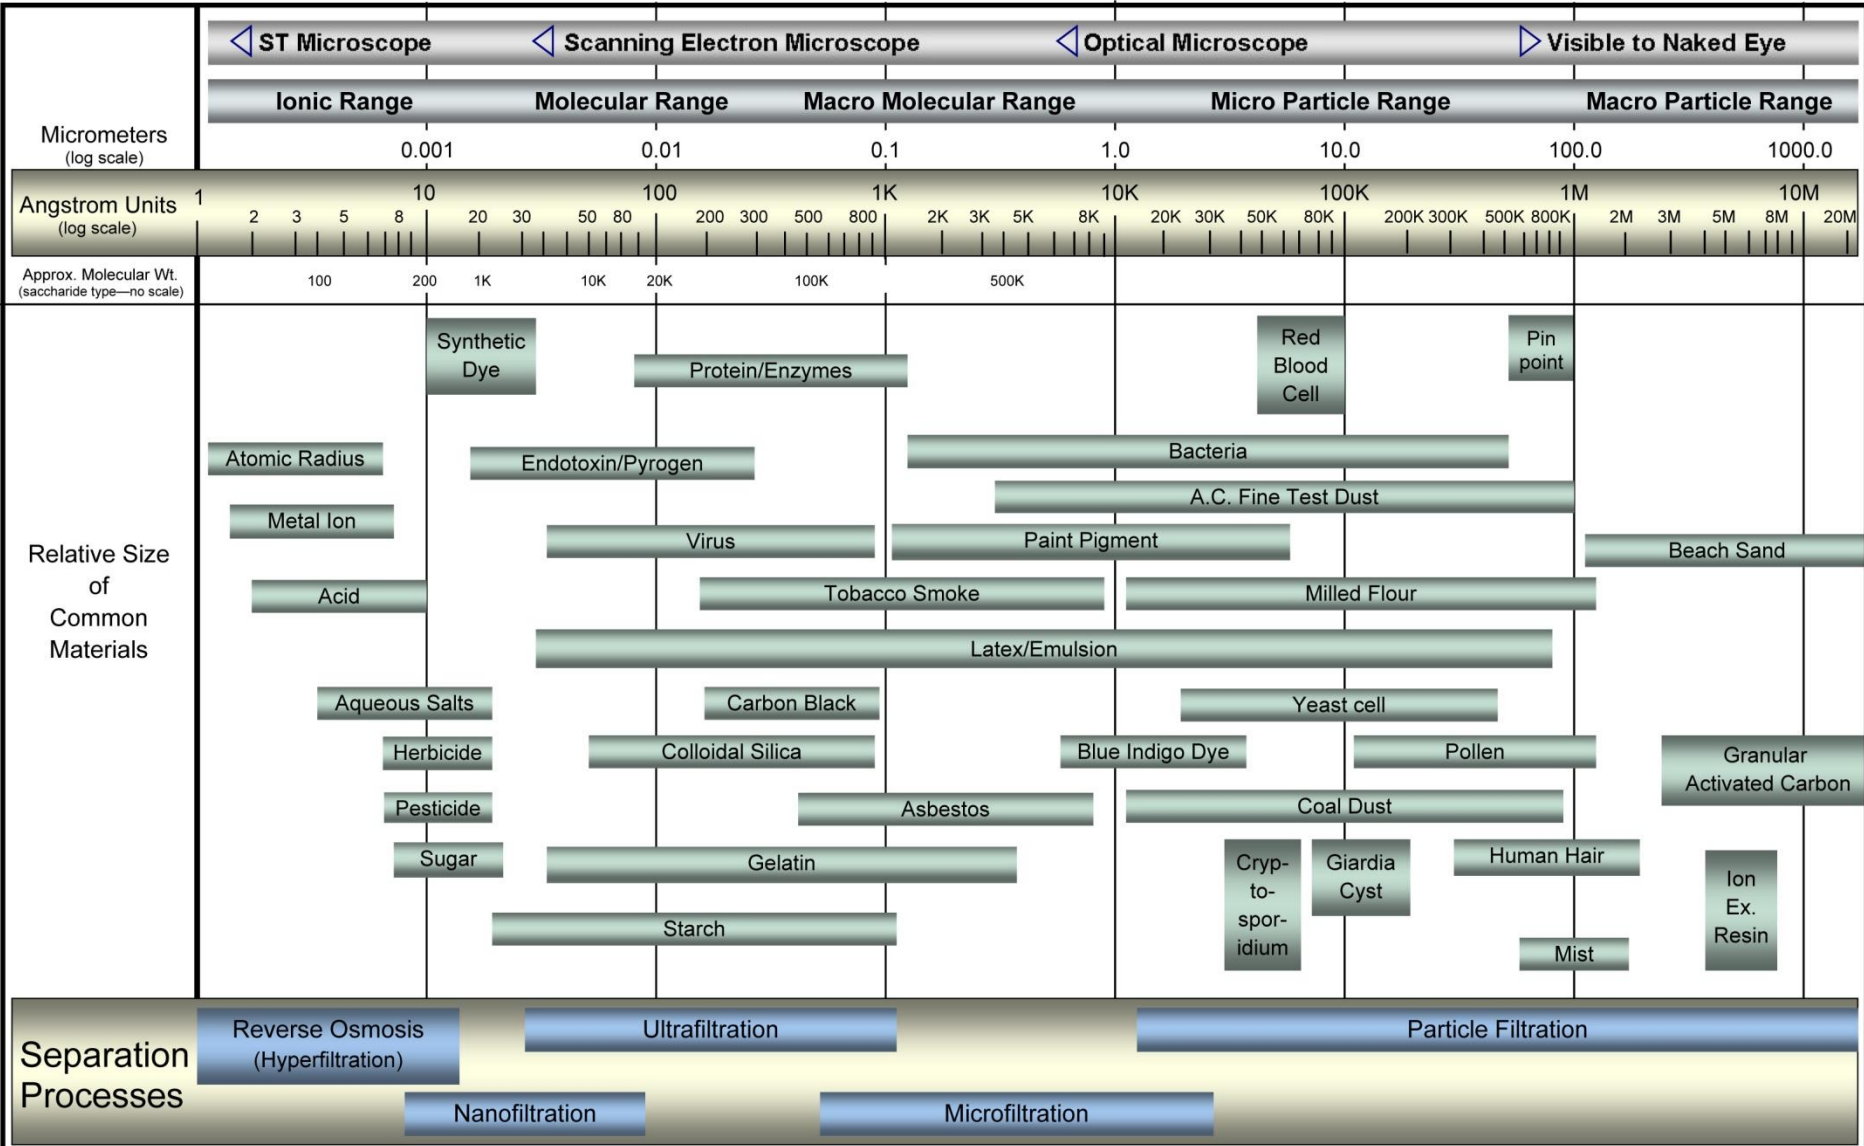 ST Microscope Scanning Electron Microscope Optical Microscope Visible to Naked Eye
Ionic Range Molecular Range Macro Molecular Range Micro Particle Range Macro Particle Range
Micrometers
(log scale)
0.001 0.01 0.1 1.0 10.0 100.0 1000.0
Angstrom Units
(log scale)
1 10 100 1K 10K 100K 1M 10M
2 3 5 8 20 30 50 80 200 300 500 800 2K 3K 5K 8K 20K 30K 50K 80K 200K 300K 500K 800K 2M 3M 5M 8M 20M
Approx. Molecular Wt.
(saccharide type—no scale)
100 200 1K 10K 20K 100K 500K
Relative Size
of
Common
Materials
Synthetic
Dye
Protein/Enzymes
Red
Blood
Cell
Pin
point
Atomic Radius
Endotoxin/Pyrogen
Bacteria
A.C. Fine Test Dust
Metal Ion
Virus
Paint Pigment
Beach Sand
Acid
Tobacco Smoke
Milled Flour
Latex/Emulsion
Aqueous Salts
Carbon Black
Yeast cell
Herbicide
Colloidal Silica
Blue Indigo Dye
Pollen
Granular
Activated Carbon
Pesticide
Asbestos
Coal Dust
Sugar
Gelatin
Cryp-
to-
spor-
idium
Giardia
Cyst
Human Hair
Ion
Ex.
Resin
Starch
Mist
Separation
Processes
Reverse Osmosis
(Hyperfiltration)
Ultrafiltration
Particle Filtration
Nanofiltration
Microfiltration